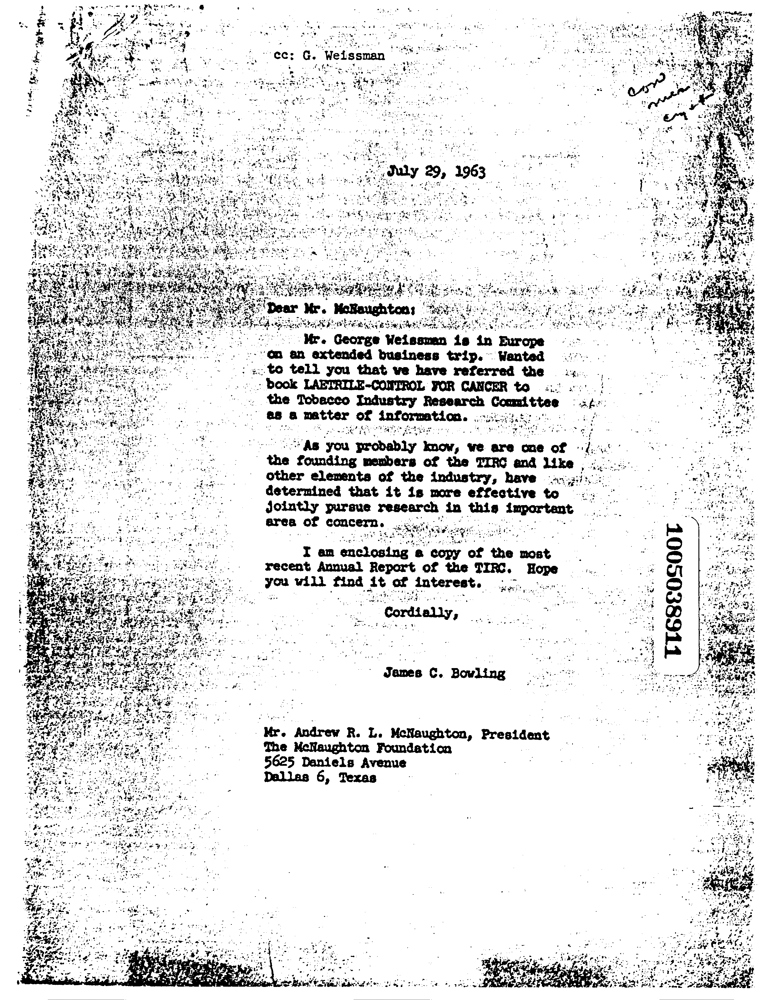 cc: G. Weissman
July 29, 1963
Dear Mr. McNaughton:
Mr. George Weissman is in Europe
on an extended business trip. Wanted
to tell you that we have referred the
book LAETRILE-CONTROL FOR CANCER to
the Tobacco Industry Research Committee
as a matter of information.
As you probably know, we are one of
the founding members of the TIRC and like
other elements of the industry, have
determined that it is more effective to
jointly pursue research in this important
area of concern.
I am enclosing a copy of the most
recent Annual Report of the TIRC. Hope
you will find it of interest.
Cordially,
James C. Bowling
Mr. Andrew R. L. McNaughton, President
The McNaughton Foundation
5625 Daniels Avenue
Dallas 6, Texas
1005038911